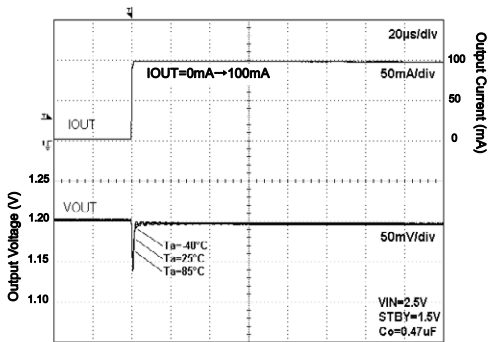 20µs/div
IOUT=0mA→100mA
50mA/div
IOUT
100
50
0
Output Current (mA)
1.25
1.20
1.15
1.10
Output Voltage (V)
VOUT
50mV/div
Ta=-40°C
Ta=25°C
Ta=85°C
VIN=2.5V
STBY=1.5V
Co=0.47uF